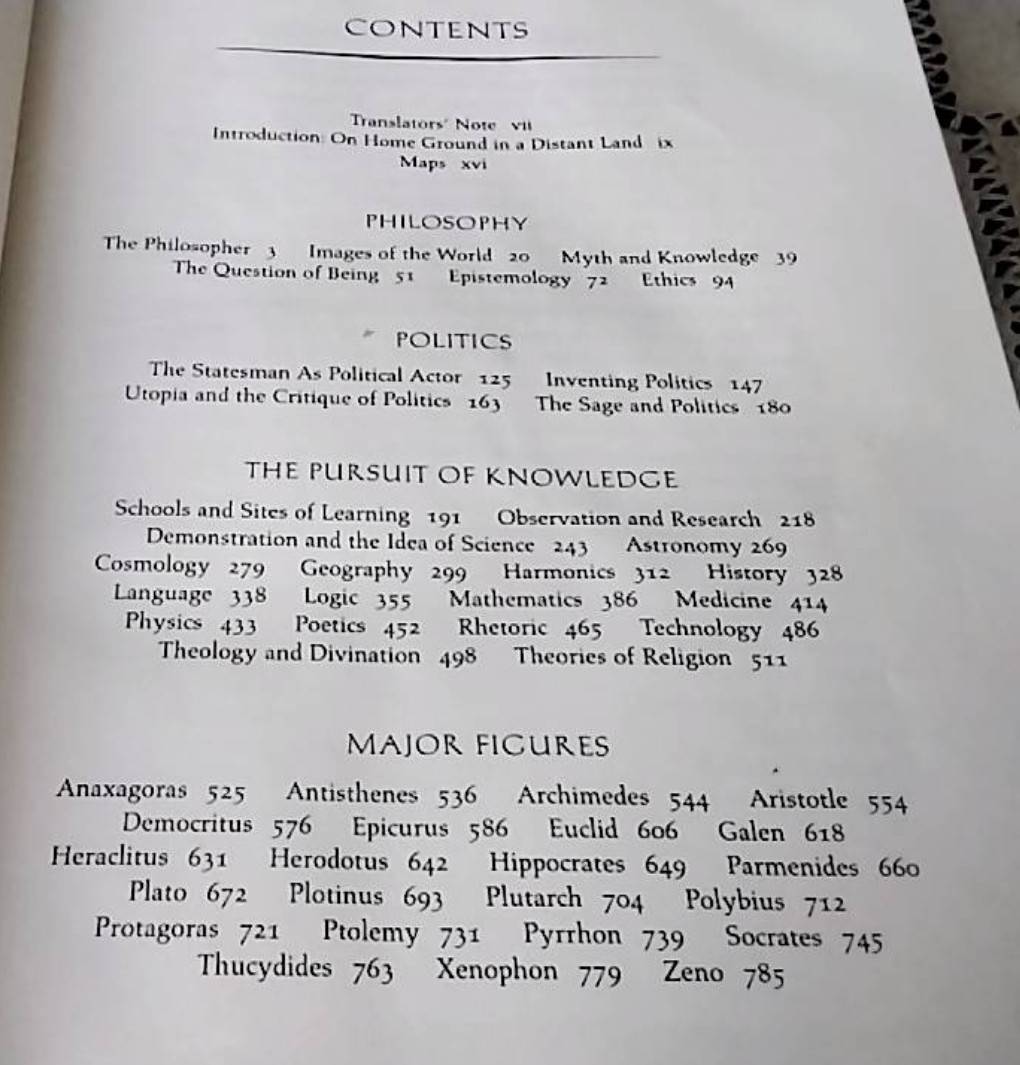 CONTENTS
Translators' Note vii
Introduction: On Home Ground in a Distant Land ix
Maps xvi
PHILOSOPHY
The Philosopher 3 Images of the World 20 Myth and Knowledge 39
The Question of Being 51 Epistemology 72 Ethics 94
POLITICS
The Statesman As Political Actor 125 Inventing Politics 147
Utopia and the Critique of Politics 163 The Sage and Politics 180
THE PURSUIT OF KNOWLEDGE
Schools and Sites of Learning 191 Observation and Research 218
Demonstration and the Idea of Science 243 Astronomy 269
Cosmology 279 Geography 299 Harmonics 312 History 328
Language 338 Logic 355 Mathematics 386 Medicine 414
Physics 433 Poetics 452 Rhetoric 465 Technology 486
Theology and Divination 498 Theories of Religion 511
MAJOR FIGURES
Anaxagoras 525 Antisthenes 536 Archimedes 544 Aristotle 554
Democritus 576 Epicurus 586 Euclid 606 Galen 618
Heraclitus 631 Herodotus 642 Hippocrates 649 Parmenides 660
Plato 672 Plotinus 693 Plutarch 704 Polybius 712
Protagoras 721 Ptolemy 731 Pyrrhon 739 Socrates 745
Thucydides 763 Xenophon 779 Zeno 785